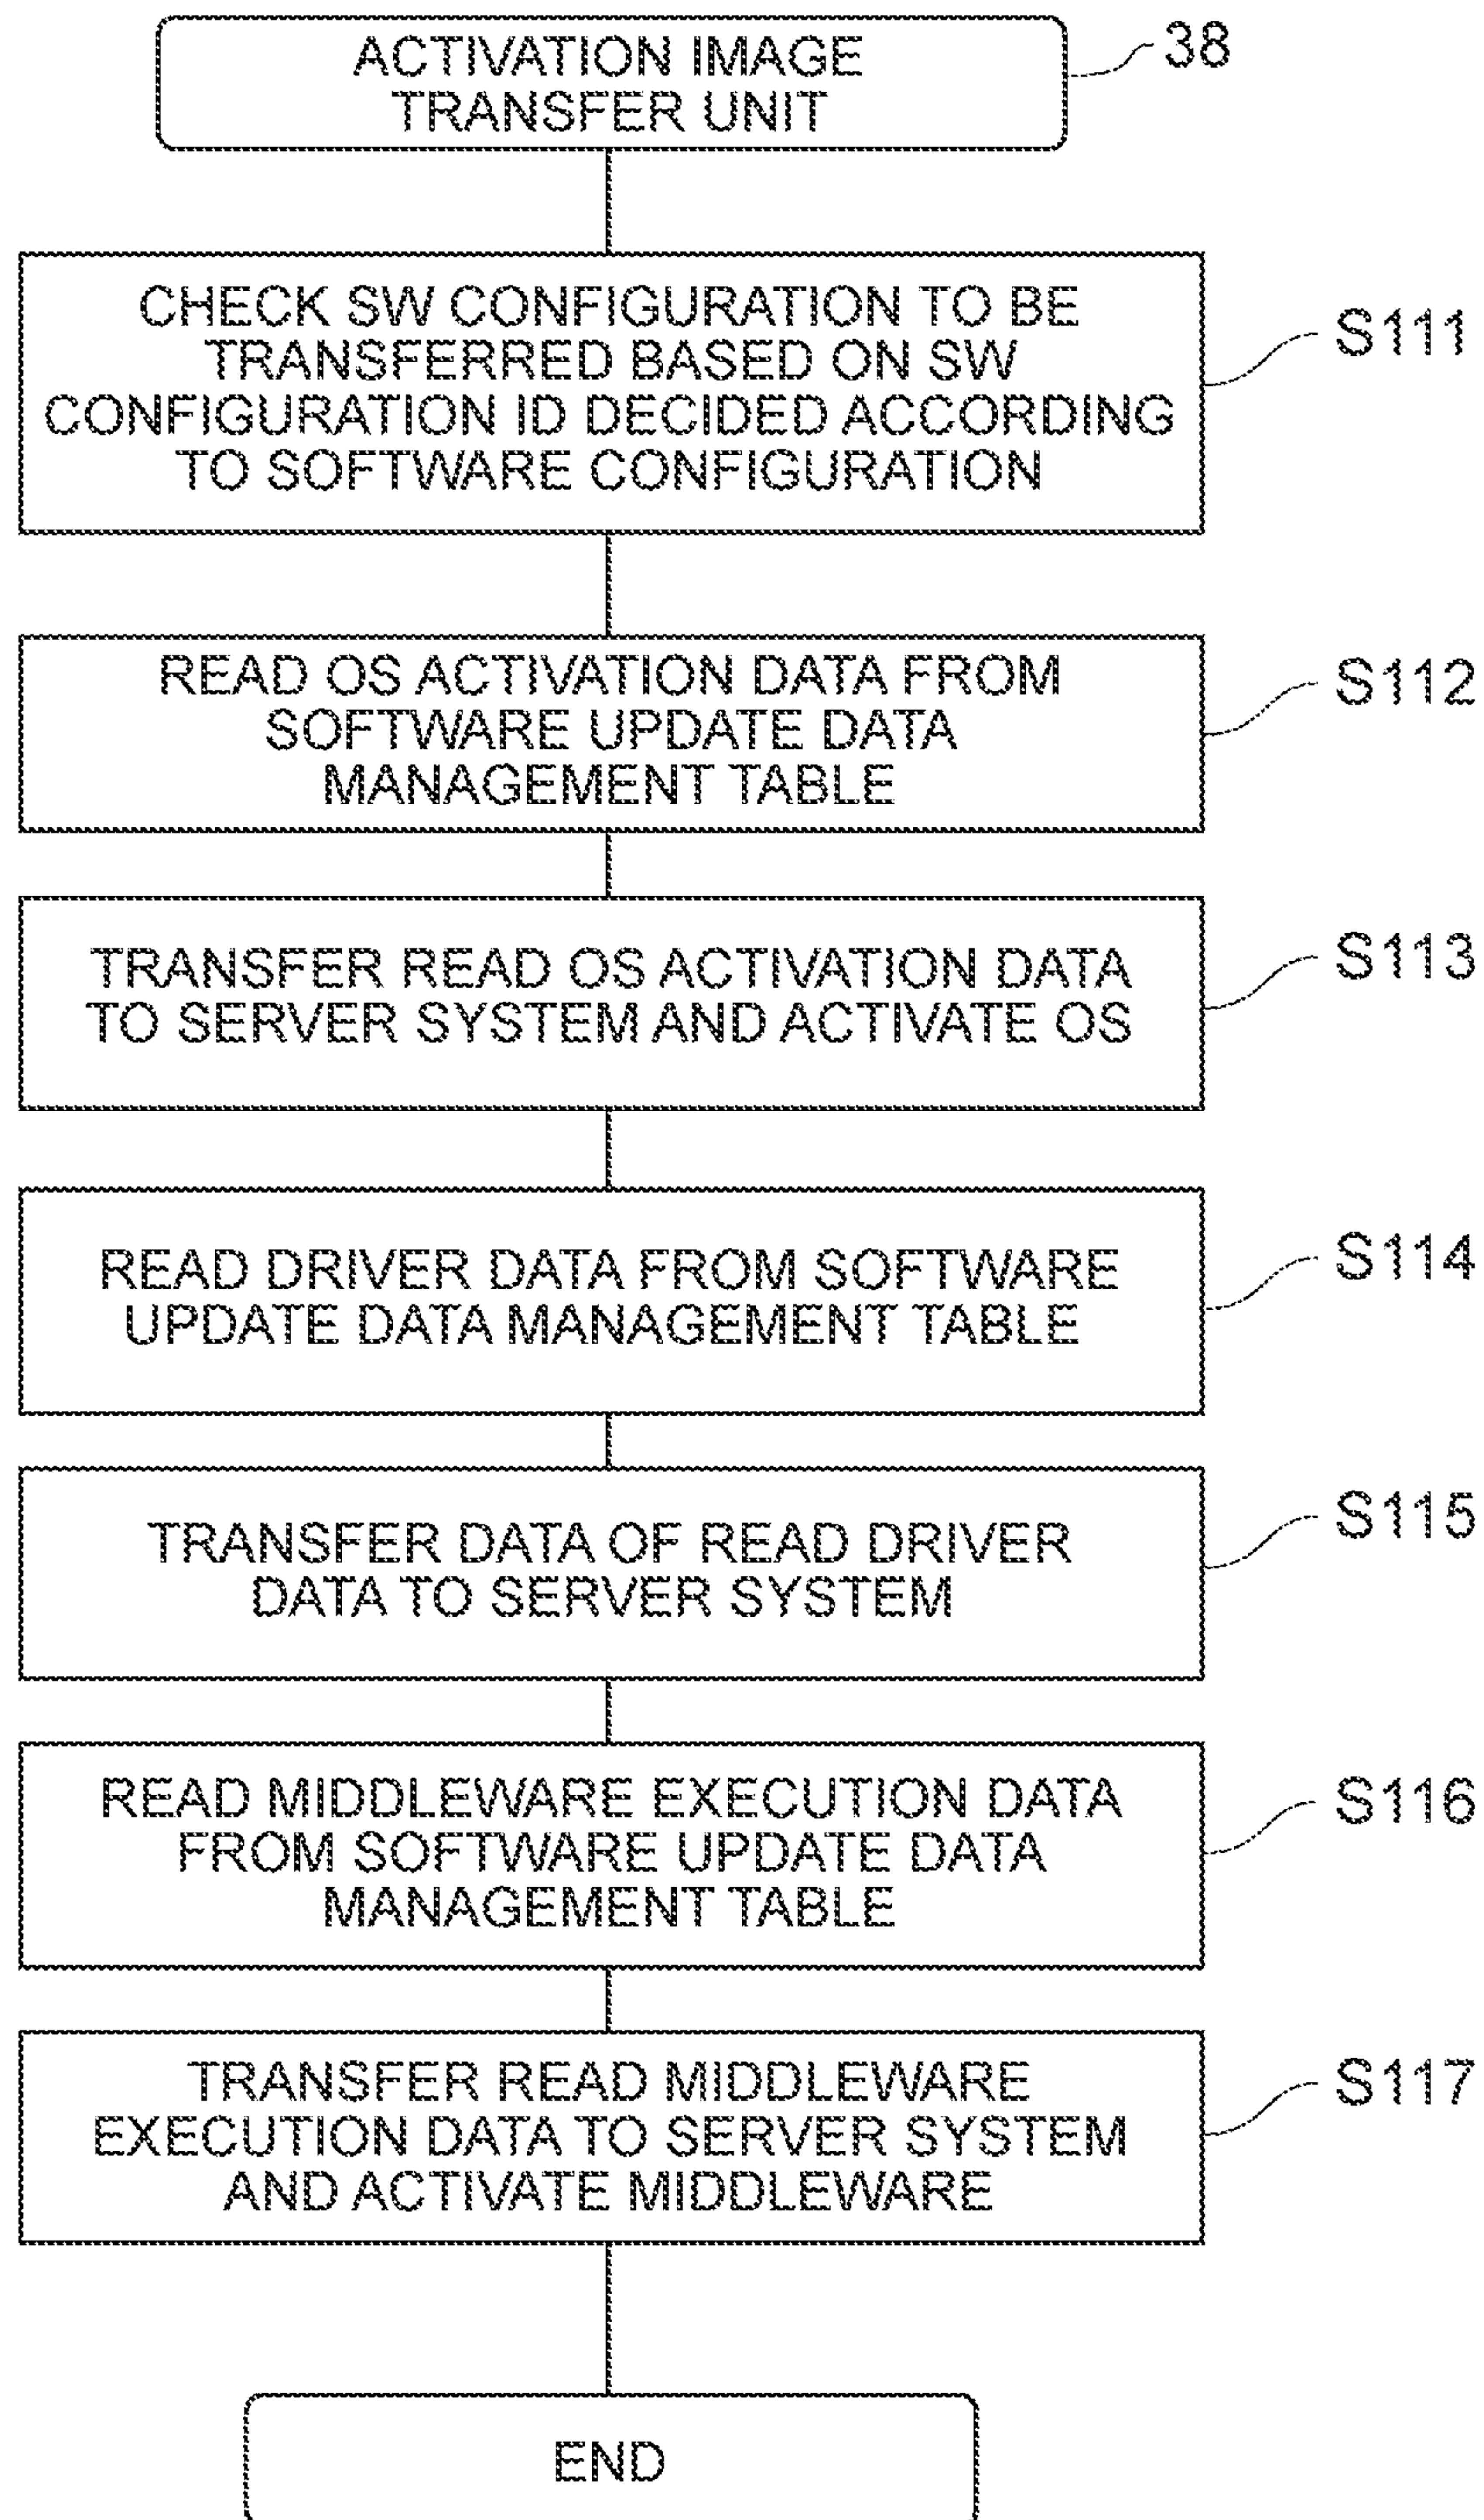 ACTIVATION IMAGE
TRANSFER UNIT
38
CHECK SW CONFIGURATION TO BE
TRANSFERRED BASED ON SW
CONFIGURATION ID DECIDED ACCORDING
TO SOFTWARE CONFIGURATION
S111
READ OS ACTIVATION DATA FROM
SOFTWARE UPDATE DATA
MANAGEMENT TABLE
S112
TRANSFER READ OS ACTIVATION DATA
TO SERVER SYSTEM AND ACTIVATE OS
S113
READ DRIVER DATA FROM SOFTWARE
UPDATE DATA MANAGEMENT TABLE
S114
TRANSFER DATA OF READ DRIVER
DATA TO SERVER SYSTEM
S115
READ MIDDLEWARE EXECUTION DATA
FROM SOFTWARE UPDATE DATA
MANAGEMENT TABLE
S116
TRANSFER READ MIDDLEWARE
EXECUTION DATA TO SERVER SYSTEM
AND ACTIVATE MIDDLEWARE
S117
END